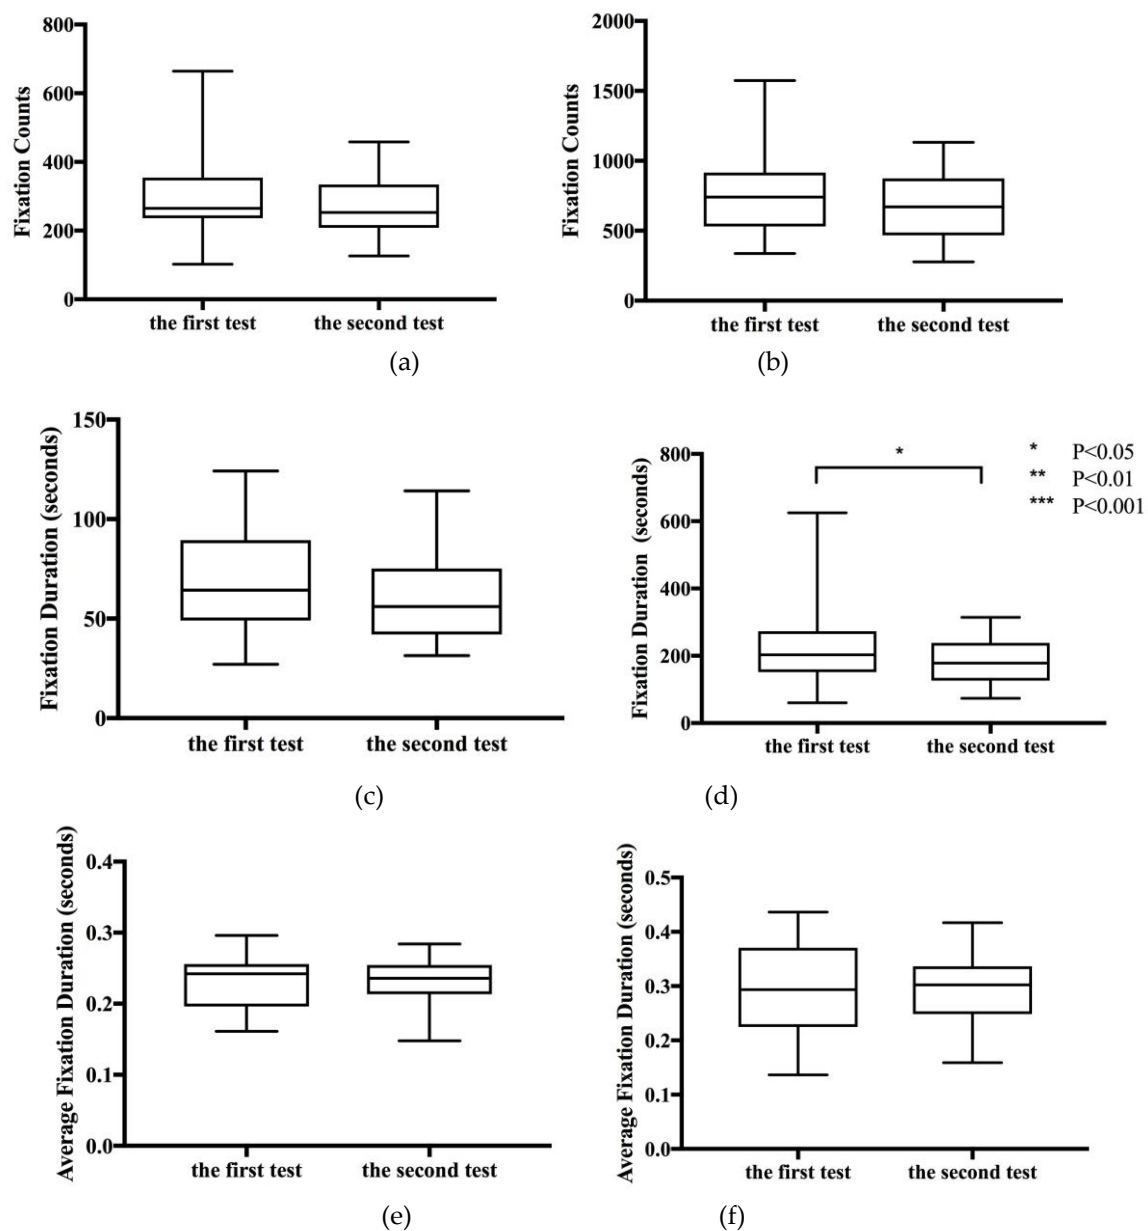 Fixation Counts
800
600
400
200
0
the first test the second test
(a)
Fixation Counts
2000
1500
1000
500
0
the first test the second test
(b)
Fixation Duration (seconds)
150
100
50
0
the first test the second test
(c)
Fixation Duration (seconds)
800
600
400
200
0
*
* P<0.05
** P<0.01
*** P<0.001
the first test the second test
(d)
Average Fixation Duration (seconds)
0.4
0.3
0.2
0.1
0.0
the first test the second test
(e)
Average Fixation Duration (seconds)
0.5
0.4
0.3
0.2
0.1
0.0
the first test the second test
(f)